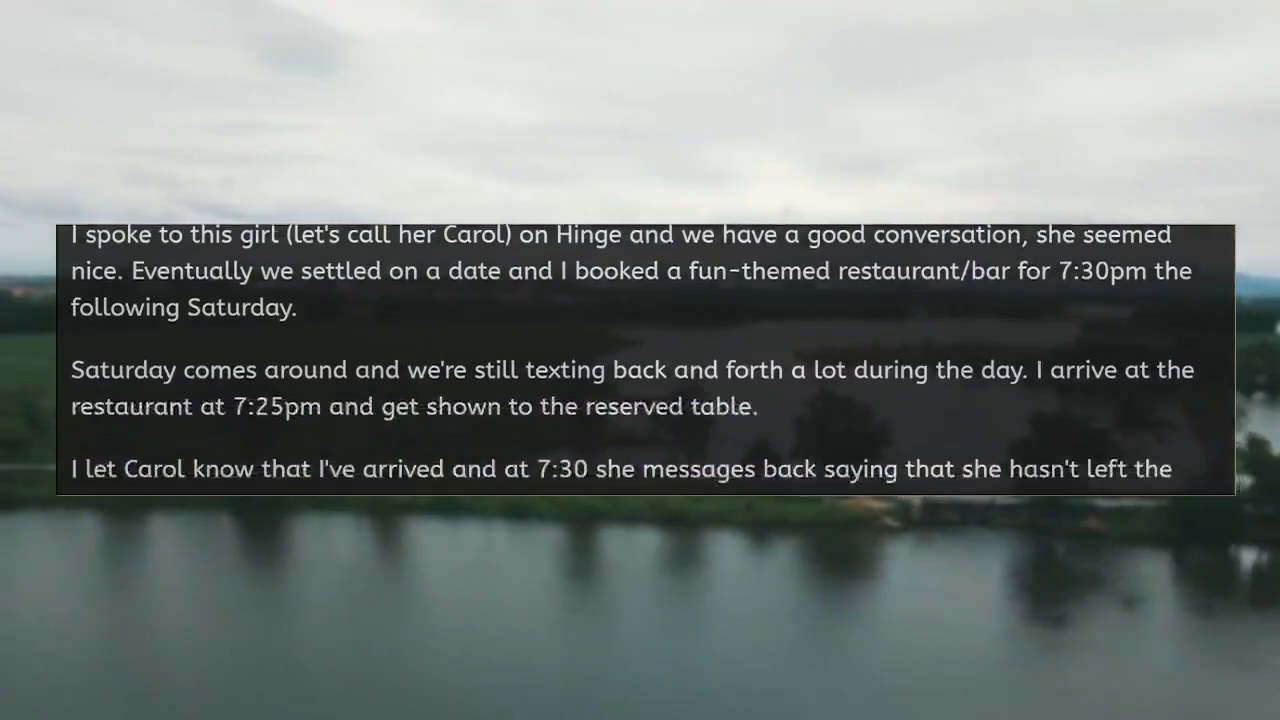 I spoke to this girl (let's call her Carol) on Hinge and we have a good conversation, she seemed
nice. Eventually we settled on a date and I booked a fun-themed restaurant/bar for 7:30pm the
following Saturday.
Saturday comes around and we're still texting back and forth a lot during the day. I arrive at the
restaurant at 7:25pm and get shown to the reserved table.
I let Carol know that I've arrived and at 7:30 she messages back saying that she hasn't left the